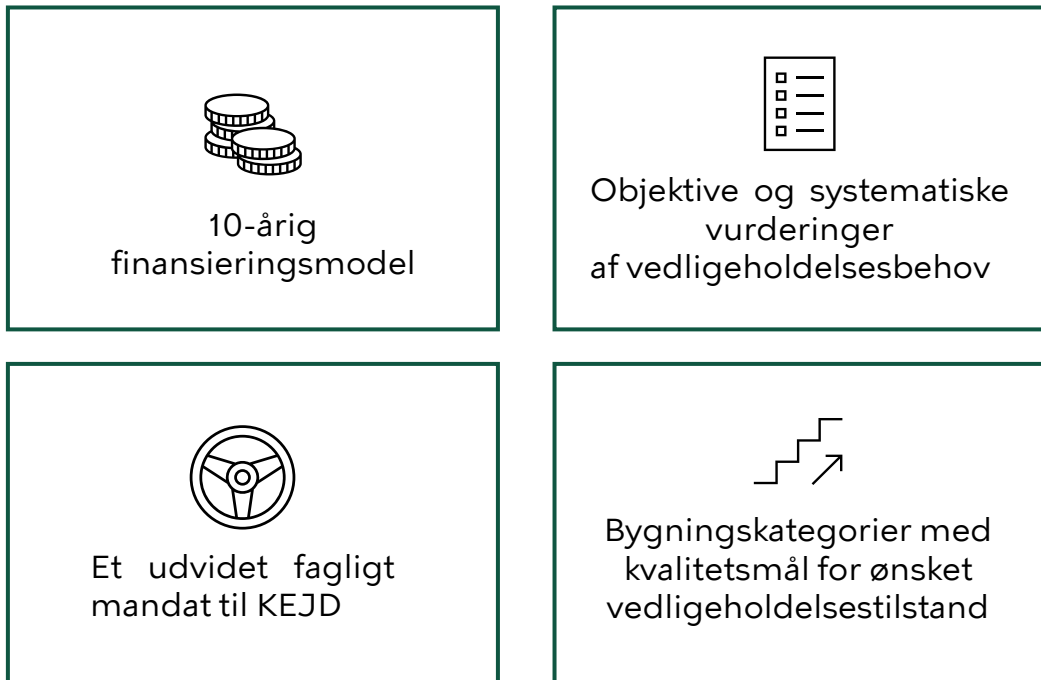 10-årig
finansieringsmodel
Objektive og systematiske
vurderinger
af vedligeholdelsesbehov
Et udvidet fagligt
mandat til KEJD
Bygningskategorier med
kvalitetsmål for ønsket
vedligeholdelsestilstand